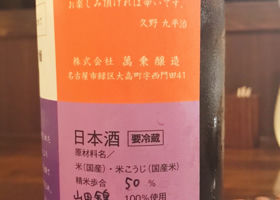 お楽しみ頂ければ幸いです。
久野 九平治
株式会社 萬乗醸造
名古屋市緑区大高町字西門田41
日本酒 要冷蔵
原材料名
米(国産)・米こうじ(国産米)
精米歩合 50 %
山田錦 100%使用